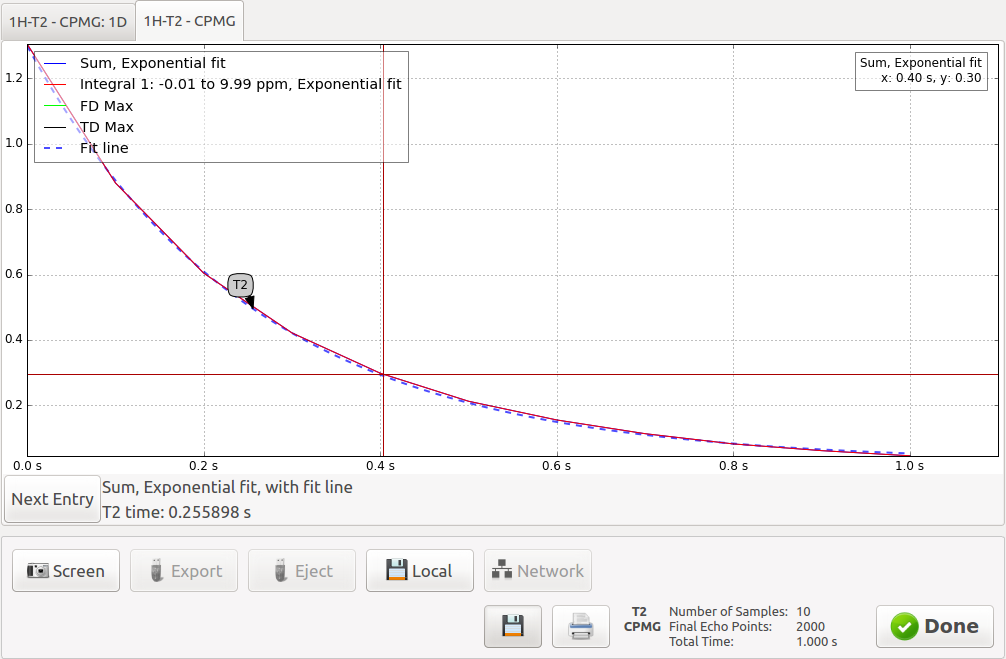 1H-T2 - CPMG: 1D
1H-T2 - CPMG
Sum, Exponential fit
Integral 1: -0.01 to 9.99 ppm, Exponential fit
FD Max
TD Max
Fit line
Sum, Exponential fit
x: 0.40 s, y: 0.30
1.2
1.0
0.8
0.6
0.4
0.2
T2
0.0 s
0.2 s
0.4 s
0.6 s
0.8 s
1.0 s
Next Entry
Sum, Exponential fit, with fit line
T2 time: 0.255898 s
Screen
Export
Eject
Local
Network
T2
CPMG
Number of Samples: 10
Final Echo Points: 2000
Total Time: 1.000 s
Done